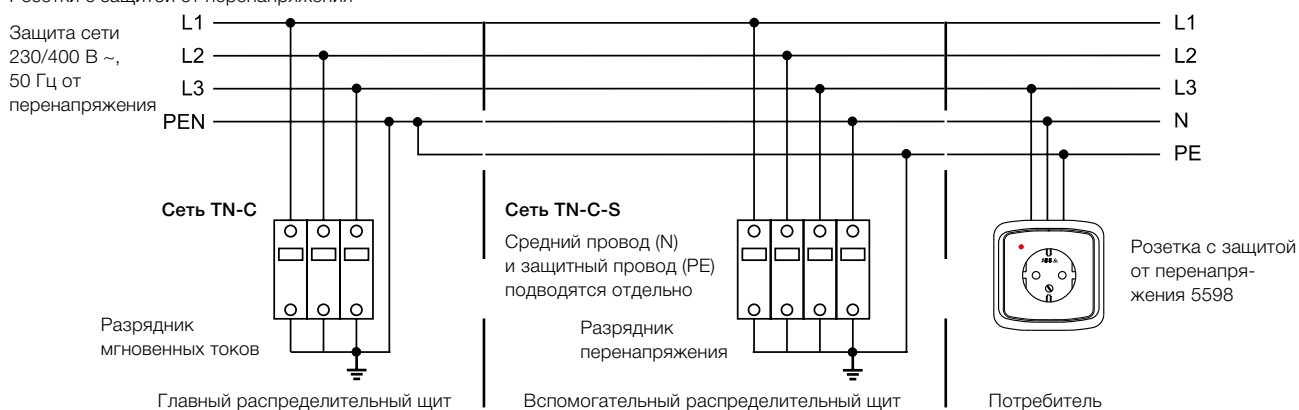 Розетки с защитой от перенапряжения
Защита сети
230/400 В ~,
50 Гц от
перенапряжения
L1
L2
L3
PEN
L1
L2
L3
N
PE
Сеть TN-C
Разрядник
мгновенных токов
Главный распределительный щит
Сеть TN-C-S
Средний провод (N)
и защитный провод (PE)
подводятся отдельно
Разрядник
перенапряжения
Вспомогательный распределительный щит
ABB
Розетка с защитой
от перенапря-
жения 5598
Потребитель